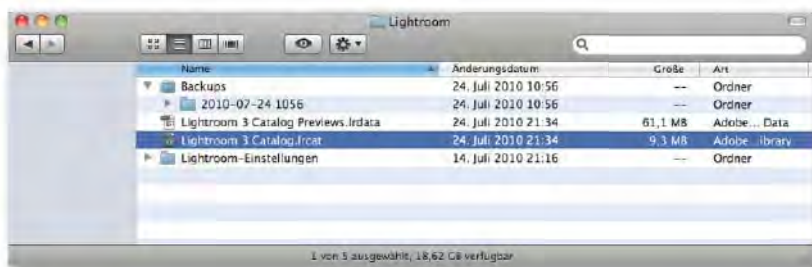 Lightroom
Name Änderungsdatum Größe Art
Backups 24. Juli 2010 10:56 -- Ordner
2010-07-24 1056 24. Juli 2010 10:56 -- Ordner
Lightroom 3 Catalog Previews.lrdata 24. Juli 2010 21:34 61,1 MB Adobe... Data
Lightroom 3 Catalog.lrcat 24. Juli 2010 21:34 9,3 MB Adobe...ibrary
Lightroom-Einstellungen 14. Juli 2010 21:16 -- Ordner
1 von 5 ausgewählt, 18,62 GB verfügbar